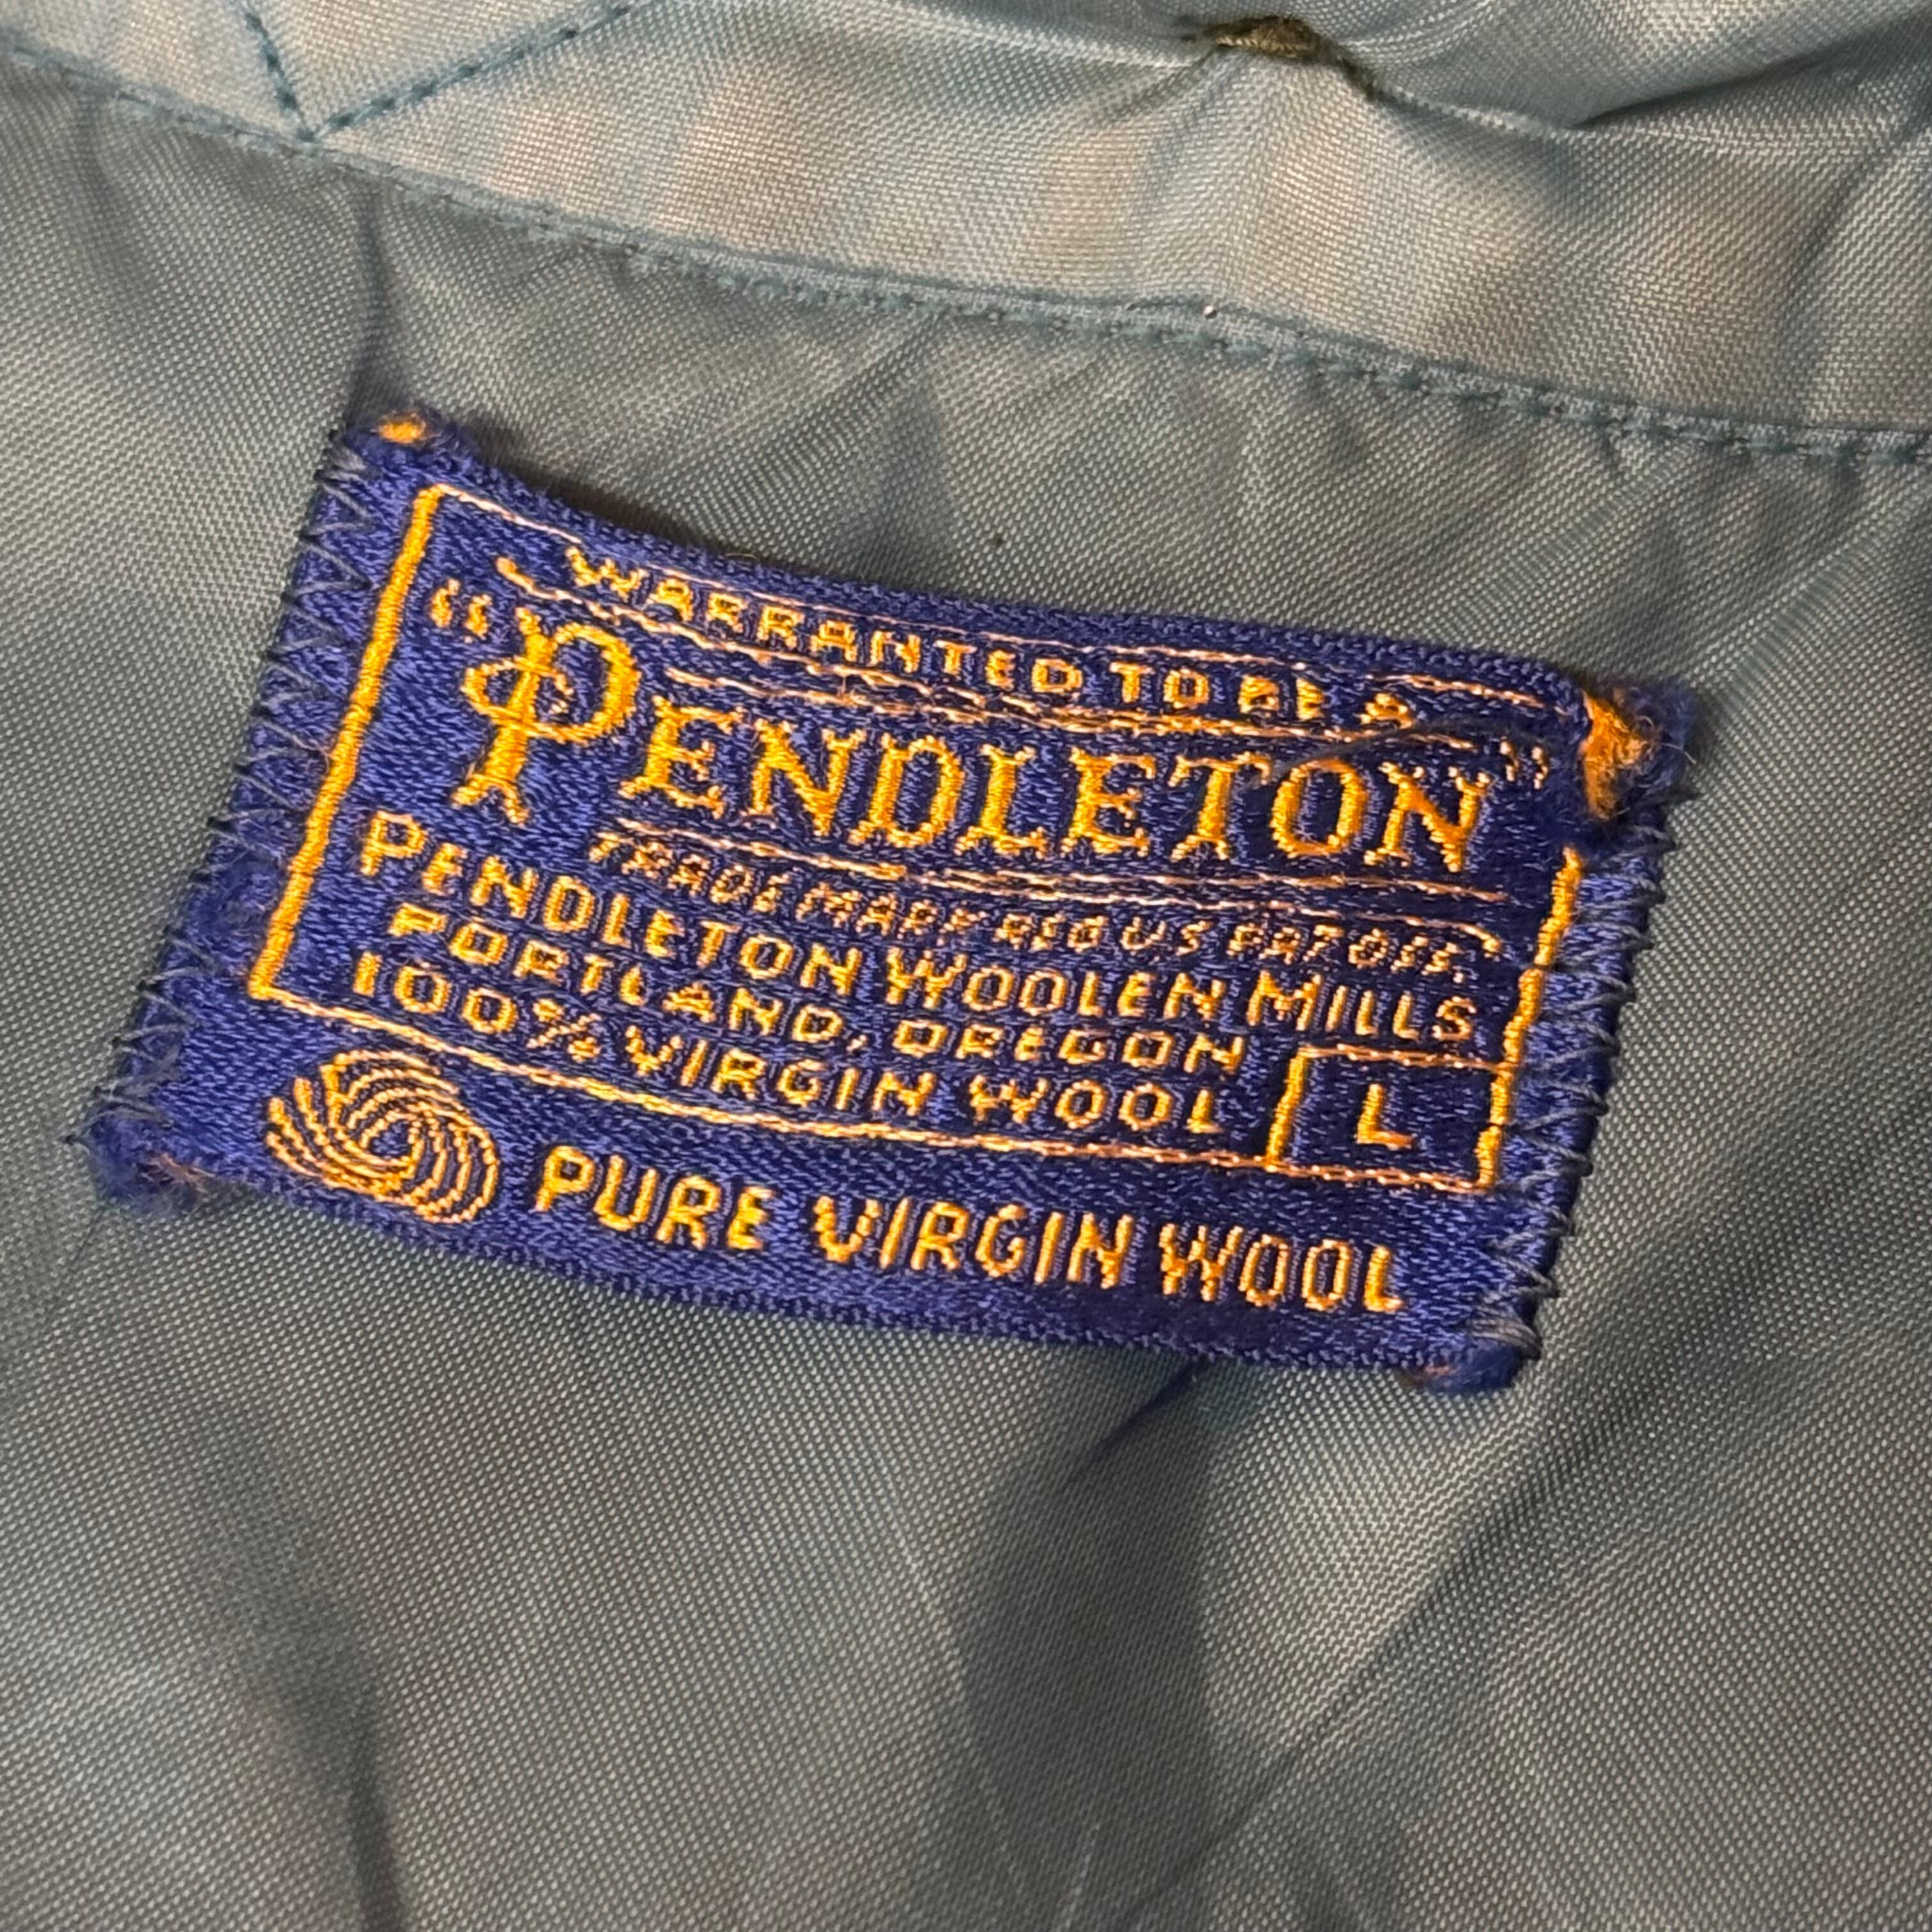 WARRANTED TO BE A
"PENDLETON"
TRADE MARK REG U.S PAT OFF.
PENDLETON WOOLEN MILLS
PORTLAND, OREGON
100% VIRGIN WOOL L
PURE VIRGIN WOOL